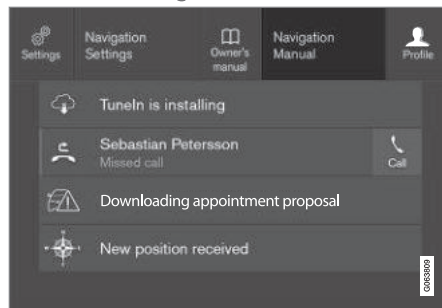 Settings
Navigation
Settings
Owner's
manual
Navigation
Manual
Profile
TuneIn is installing
Sebastian Petersson
Missed call
Call
Downloading appointment proposal
New position received
G063809